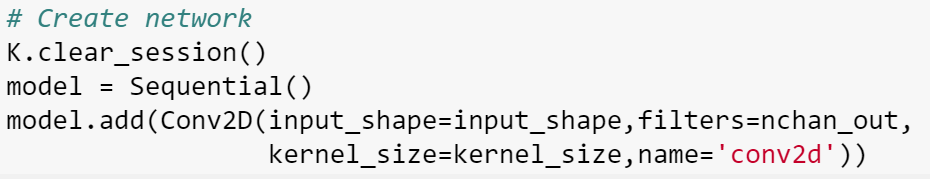 # Create network
K.clear_session()
model = Sequential()
model.add(Conv2D(input_shape=input_shape,filters=nchan_out,
kernel_size=kernel_size,name='conv2d'))